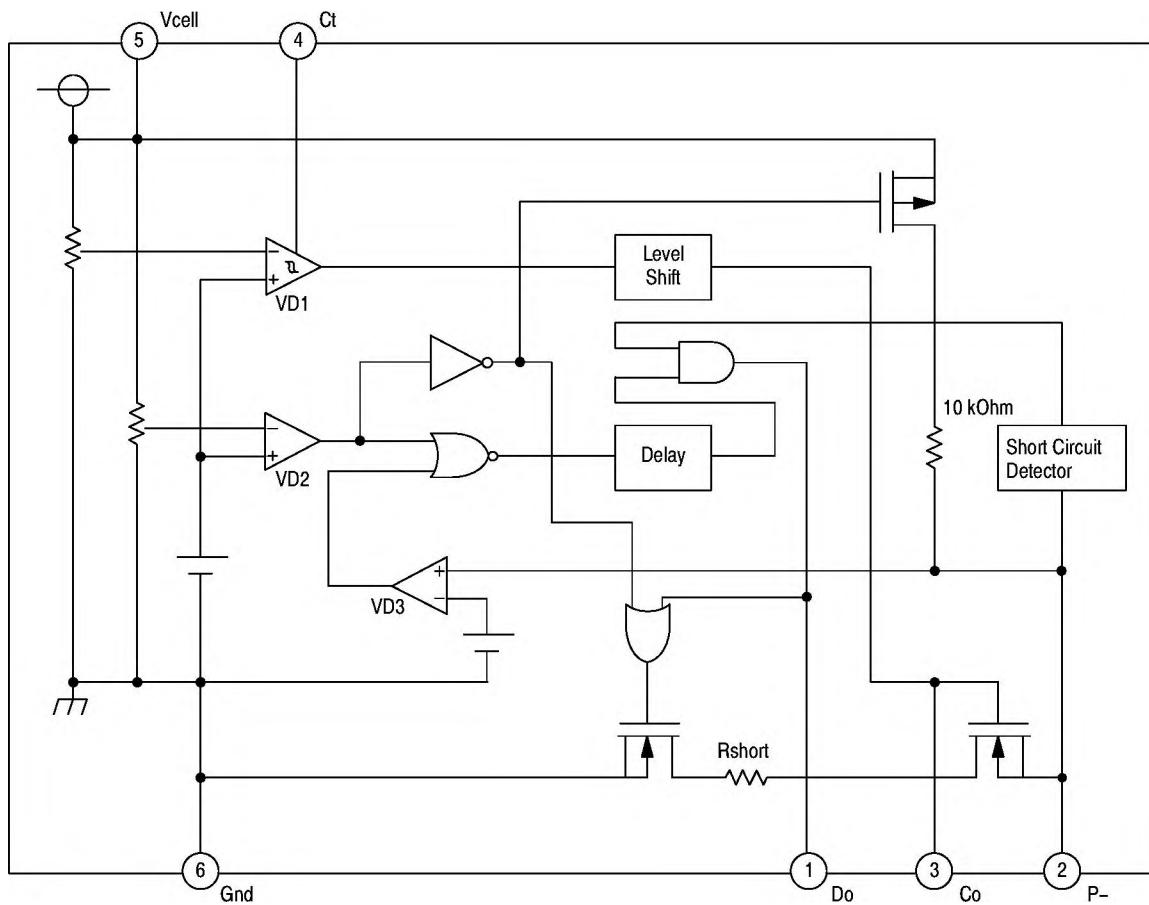 Vcell
Ct
5
4
−
+
VD1
Level
Shift
10 kOhm
−
+
VD2
Delay
Short Circuit
Detector
+
−
VD3
Rshort
6
Gnd
1
Do
3
Co
2
P−